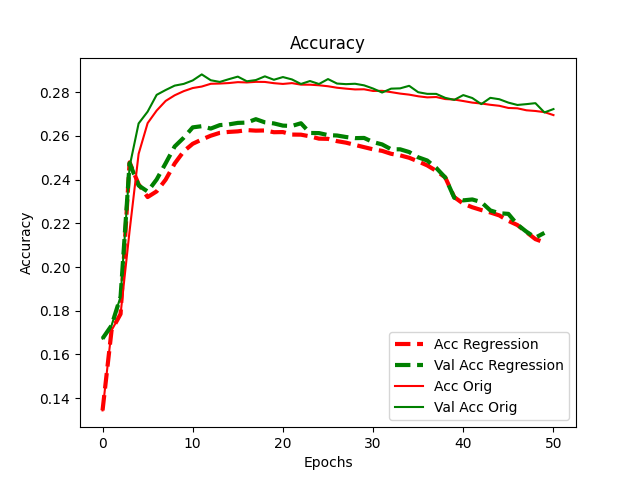 Accuracy
0.28
0.26
0.24
0.22
0.20
0.18
0.16
0.14
Accuracy
0 10 20 30 40 50
Epochs
Acc Regression
Val Acc Regression
Acc Orig
Val Acc Orig